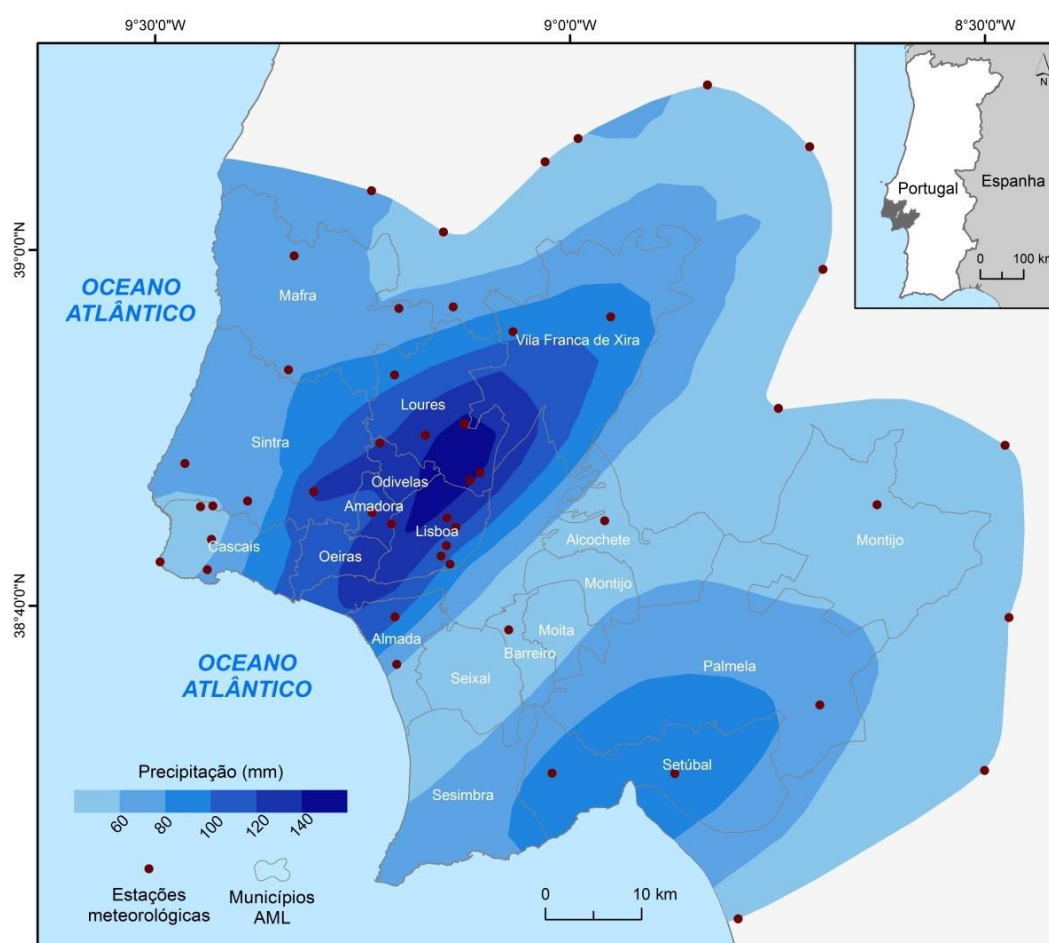 9°30'0"W
9°00'0"W
8°30'0"W
N
Portugal
Espanha
0 100 km
39°0'0"N
OCEANO
ATLÂNTICO
Mafra
Vila Franca de Xira
Loures
Sintra
Odivelas
Amadora
Lisboa
Cascais
Oeiras
Alcochete
Montijo
Montijo
38°40'0"N
Moita
Almada
Barreiro
Palmela
OCEANO
ATLÂNTICO
Seixal
Setúbal
Sesimbra
Precipitação (mm)
60 80 100 120 140
Estações
meteorológicas
Municípios
AML
0 10 km